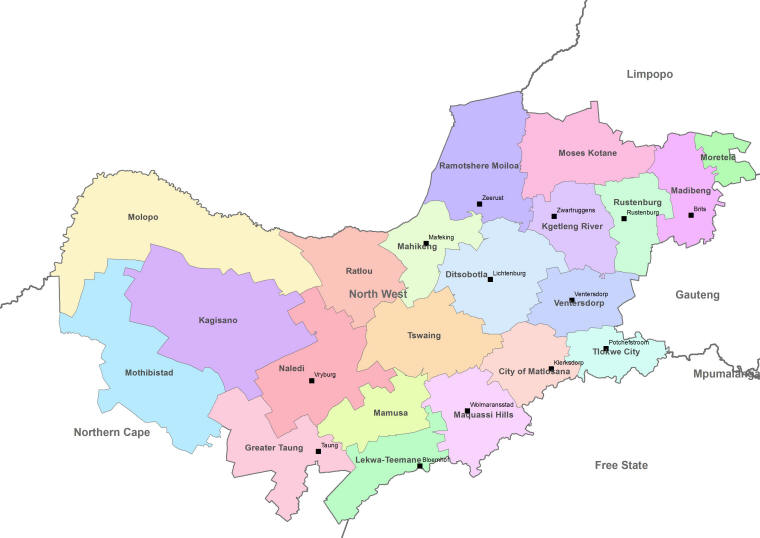 Limpopo
Moses Kotane
Moretele
Ramotshere Moiloa
Madibeng
Zeerust
Rustenburg
Zwartruggens
Rustenburg
Brits
Molopo
Kgetleng River
Mafeking
Mahikeng
Ratlou
Ditsobotla
Lichtenburg
North West
Ventersdorp
Ventersdorp
Gauteng
Kagisano
Tswaing
Potchefstroom
Tlokwe City
Klerksdorp
City of Matlosana
Mpumalanga
Mothibistad
Naledi
Vryburg
Wolmaransstad
Mamusa
Maquassi Hills
Northern Cape
Greater Taung
Taung
Lekwa-Teemane
Bloemhof
Free State